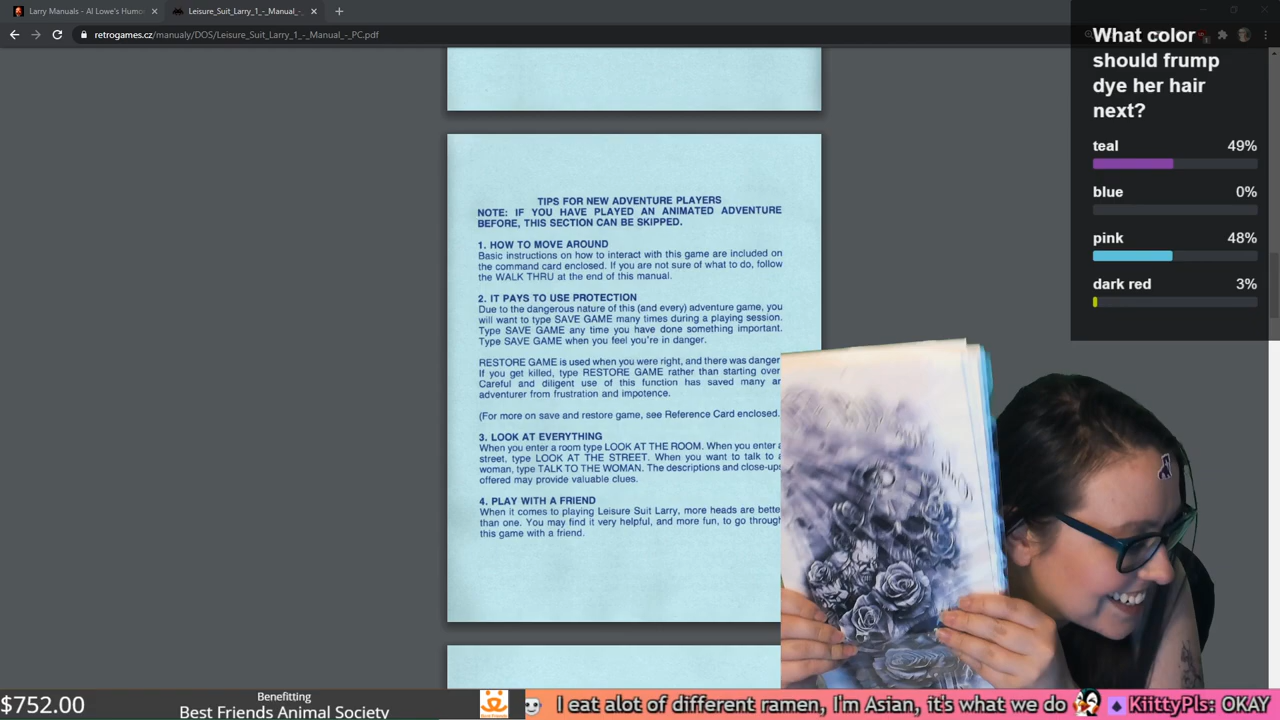 Larry Manuals - Al Lowe's Humo
Leisure_Suit_Larry_1_-_Manual_-_
retrogames.cz/manualy/DOS/Leisure_Suit_Larry_1_-_Manual_-_PC.pdf
TIPS FOR NEW ADVENTURE PLAYERS
NOTE: IF YOU HAVE PLAYED AN ANIMATED ADVENTURE
BEFORE, THIS SECTION CAN BE SKIPPED.
1. HOW TO MOVE AROUND
Basic instructions on how to interact with this game are included on
the command card enclosed. If you are not sure of what to do, follow
the WALK THRU at the end of this manual.
2. IT PAYS TO USE PROTECTION
Due to the dangerous nature of this (and every) adventure game, you
will want to type SAVE GAME many times during a playing session.
Type SAVE GAME any time you have done something important.
Type SAVE GAME when you feel you're in danger.
RESTORE GAME is used when you were right, and there was danger
If you get killed, type RESTORE GAME rather than starting over
Careful and diligent use of this function has saved many an
adventurer from frustration and impotence.
(For more on save and restore game, see Reference Card enclosed.
3. LOOK AT EVERYTHING
When you enter a room type LOOK AT THE ROOM. When you enter a
street, type LOOK AT THE STREET. When you want to talk to a
woman, type TALK TO THE WOMAN. The descriptions and close-ups
offered may provide valuable clues.
4. PLAY WITH A FRIEND
When it comes to playing Leisure Suit Larry, more heads are bette
than one. You may find it very helpful, and more fun, to go through
this game with a friend.
What color
should frump
dye her hair
next?
teal 49%
blue 0%
pink 48%
dark red 3%
$752.00
Benefitting
Best Friends Animal Society
I eat alot of different ramen, I'm Asian, it's what we do
KiittyPls: OKAY